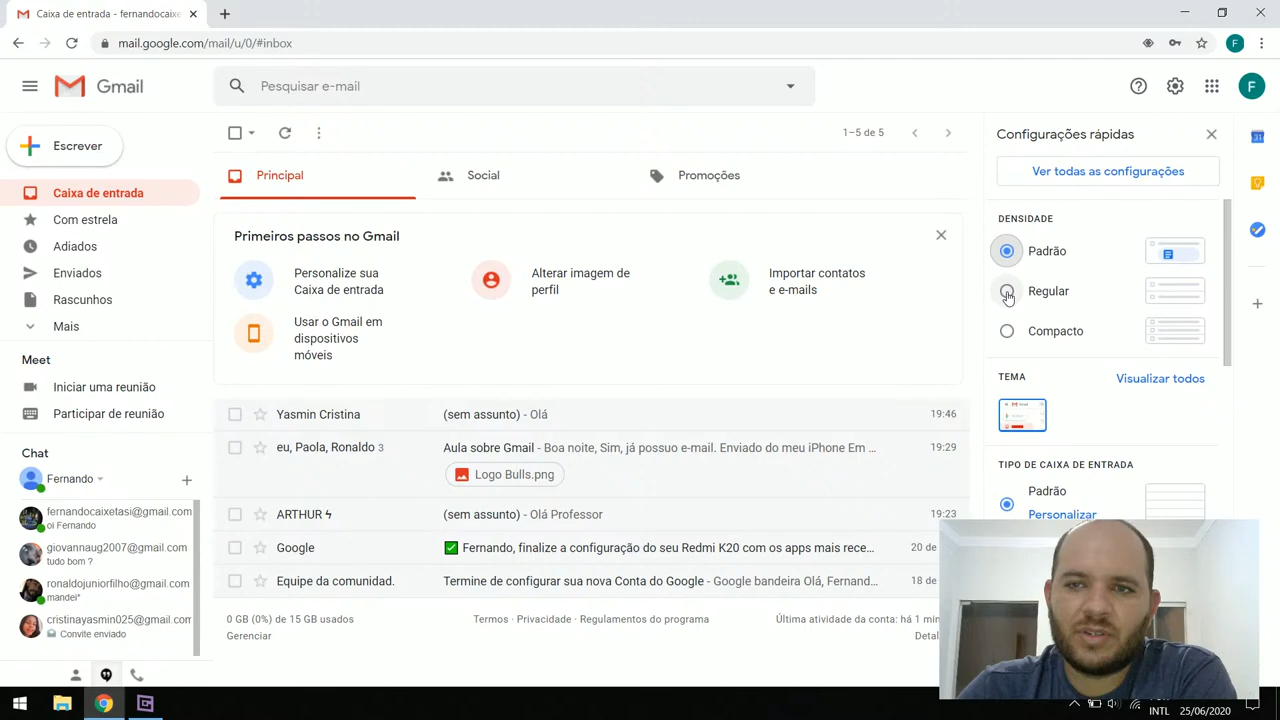 Caixa de entrada - fernandocaixe
mail.google.com/mail/u/0/#inbox
F
Gmail
Pesquisar e-mail
F
Escrever
1–5 de 5
Configurações rápidas
Ver todas as configurações
Principal
Social
Promoções
Caixa de entrada
Com estrela
Adiados
Enviados
Rascunhos
Mais
Primeiros passos no Gmail
Personalize sua
Caixa de entrada
Alterar imagem de
perfil
Importar contatos
e e-mails
Usar o Gmail em
dispositivos
móveis
DENSIDADE
Padrão
Regular
Compacto
TEMA
Visualizar todos
TIPO DE CAIXA DE ENTRADA
Padrão
Personalizar
Meet
Iniciar uma reunião
Participar de reunião
Chat
Fernando
fernandocaixetasi@gmail.com
oi Fernando
giovannaug2007@gmail.com
tudo bom ?
ronaldojuniorfilho@gmail.com
mandei*
cristinayasmin025@gmail.com
Convite enviado
Yasmin Cristina (sem assunto) - Olá 19:46
eu, Paola, Ronaldo 3 Aula sobre Gmail - Boa noite, Sim, já possuo e-mail. Enviado do meu iPhone Em … 19:29
Logo Bulls.png
ARTHUR ϟ (sem assunto) - Olá Professor 19:23
Google ✅ Fernando, finalize a configuração do seu Redmi K20 com os apps mais rece… 20 de
Equipe da comunidad. Termine de configurar sua nova Conta do Google - Google bandeira Olá, Fernand… 18 de
0 GB (0%) de 15 GB usados
Gerenciar
Termos · Privacidade · Regulamentos do programa
Última atividade da conta: há 1 min
Detal
31
INTL
25/06/2020